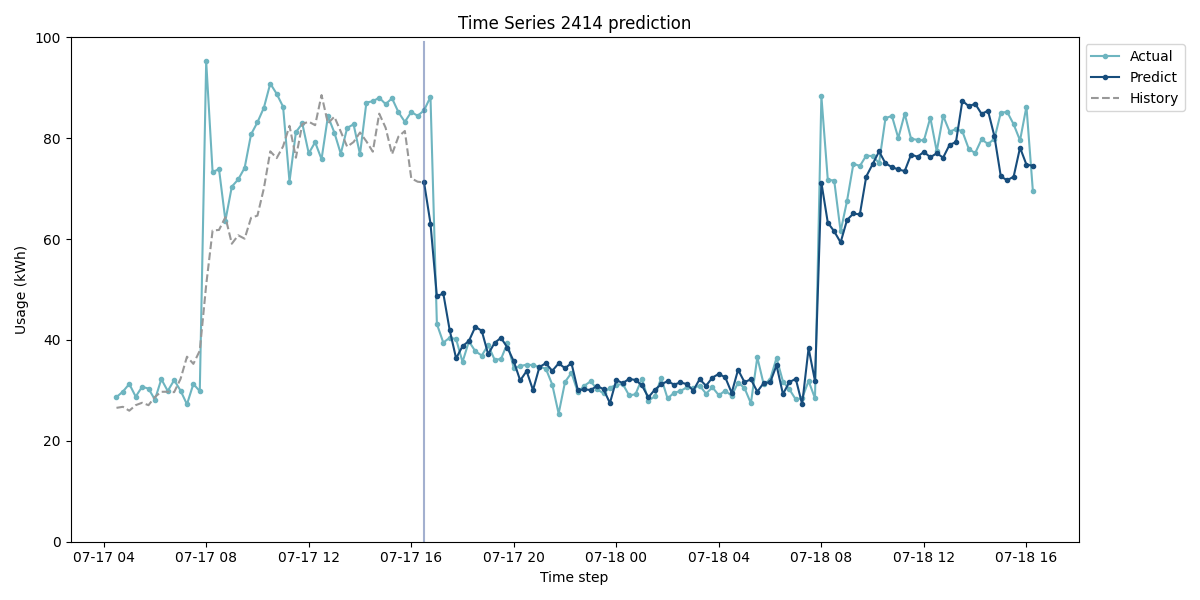 Time Series 2414 prediction
Usage (kWh)
100
80
60
40
20
0
07-17 04
07-17 08
07-17 12
07-17 16
07-17 20
07-18 00
07-18 04
07-18 08
07-18 12
07-18 16
Time step
Actual
Predict
History